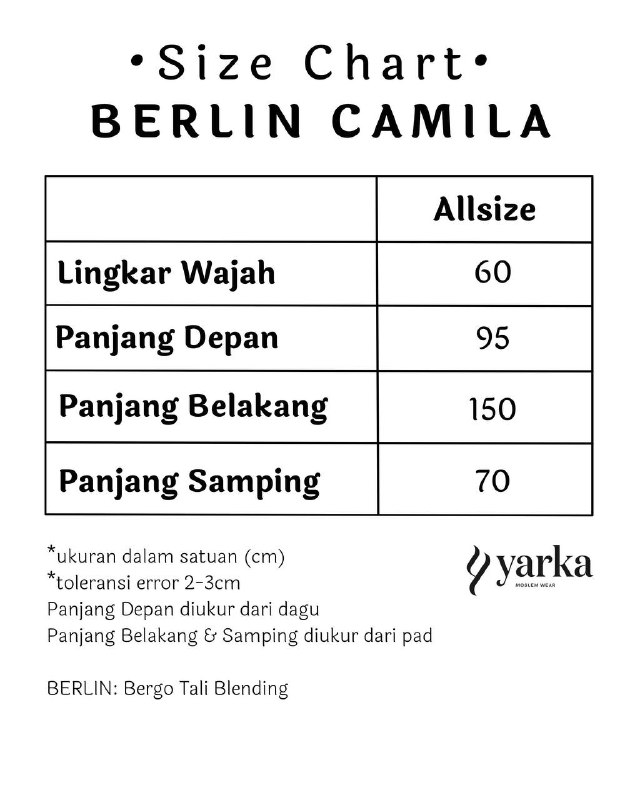 •Size Chart•
BERLIN CAMILA
Allsize
Lingkar Wajah 60
Panjang Depan 95
Panjang Belakang 150
Panjang Samping 70
*ukuran dalam satuan (cm)
*toleransi error 2-3cm
Panjang Depan diukur dari dagu
Panjang Belakang & Samping diukur dari pad
BERLIN: Bergo Tali Blending
yarka
MOSLEM WEAR